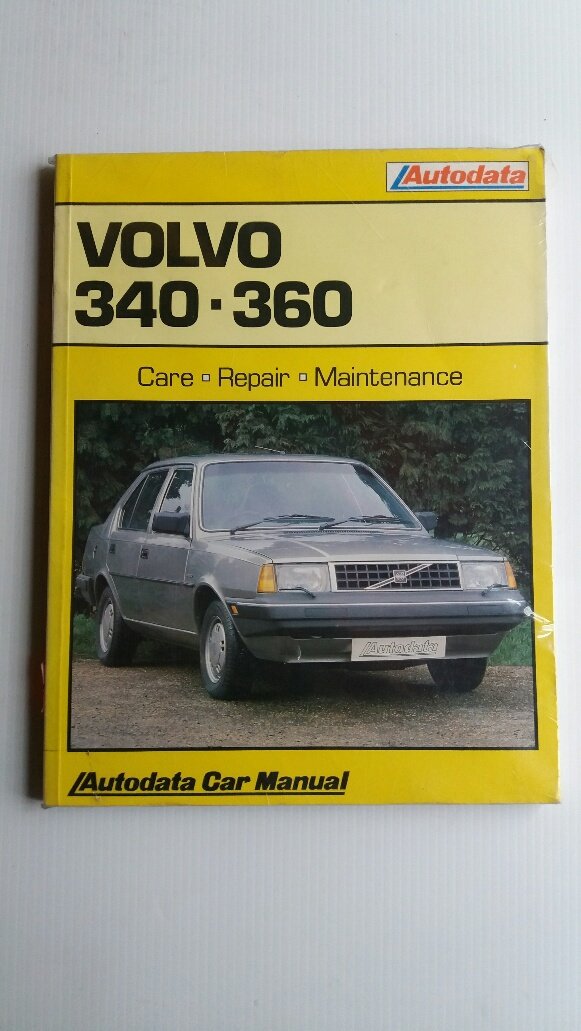 Autodata
VOLVO
340·360
Care ▫ Repair ▫ Maintenance
Autodata
Autodata Car Manual